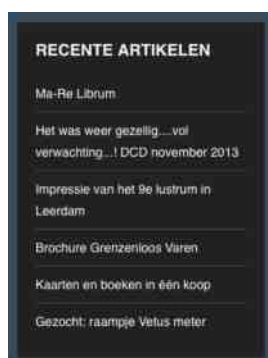 RECENTE ARTIKELEN
Ma-Re Librum
Het was weer gezellig....vol
verwachting...! DCD november 2013
Impressie van het 9e lustrum in
Leerdam
Brochure Grenzenloos Varen
Kaarten en boeken in één koop
Gezocht: raampje Vetus meter